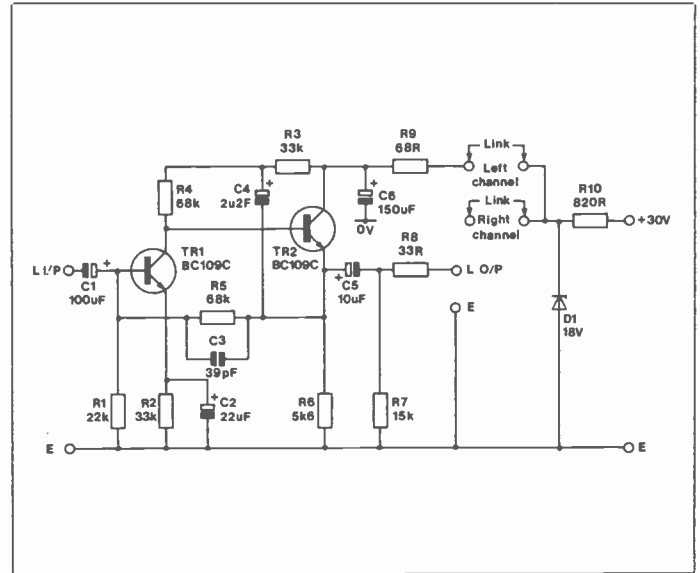 R3
33k
R9
68R
Link
Left
channel
R4
68k
C4
+
2u2F
+
C6
150uF
0V
Link
Right
channel
R10
820R
+30V
TR1
BC109C
TR2
BC109C
R8
33R
L I/P
+
C1
100uF
R5
68k
+
C5
10uF
L O/P
E
D1
18V
C3
39pF
R1
22k
R2
33k
+
C2
22uF
R6
5k6
R7
15k
E
E